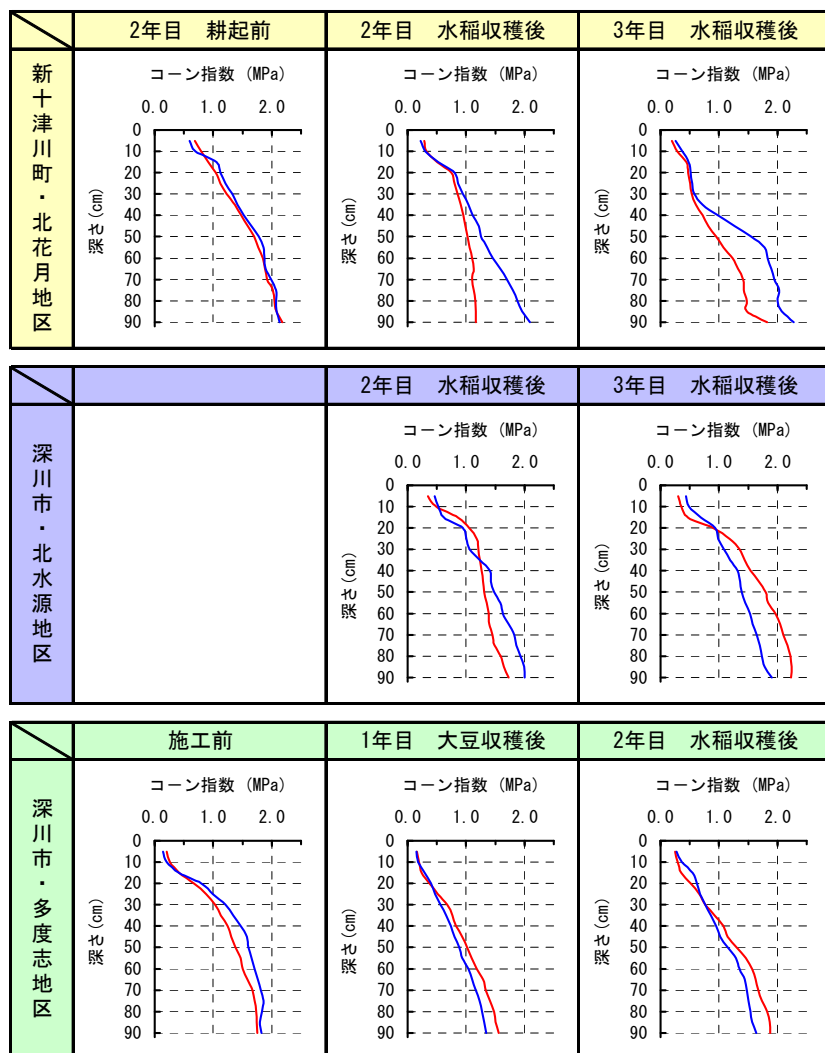 2年目 耕起前
2年目 水稲収穫後
3年目 水稲収穫後
新十津川町・北花月地区
コーン指数 (MPa)
0.0 1.0 2.0
0
10
20
30
40
50
60
70
80
90
深さ(cm)
コーン指数 (MPa)
0.0 1.0 2.0
0
10
20
30
40
50
60
70
80
90
深さ(cm)
コーン指数 (MPa)
0.0 1.0 2.0
0
10
20
30
40
50
60
70
80
90
深さ(cm)
2年目 水稲収穫後
3年目 水稲収穫後
深川市・北水源地区
コーン指数 (MPa)
0.0 1.0 2.0
0
10
20
30
40
50
60
70
80
90
深さ(cm)
コーン指数 (MPa)
0.0 1.0 2.0
0
10
20
30
40
50
60
70
80
90
深さ(cm)
施工前
1年目 大豆収穫後
2年目 水稲収穫後
深川市・多度志地区
コーン指数 (MPa)
0.0 1.0 2.0
0
10
20
30
40
50
60
70
80
90
深さ(cm)
コーン指数 (MPa)
0.0 1.0 2.0
0
10
20
30
40
50
60
70
80
90
深さ(cm)
コーン指数 (MPa)
0.0 1.0 2.0
0
10
20
30
40
50
60
70
80
90
深さ(cm)